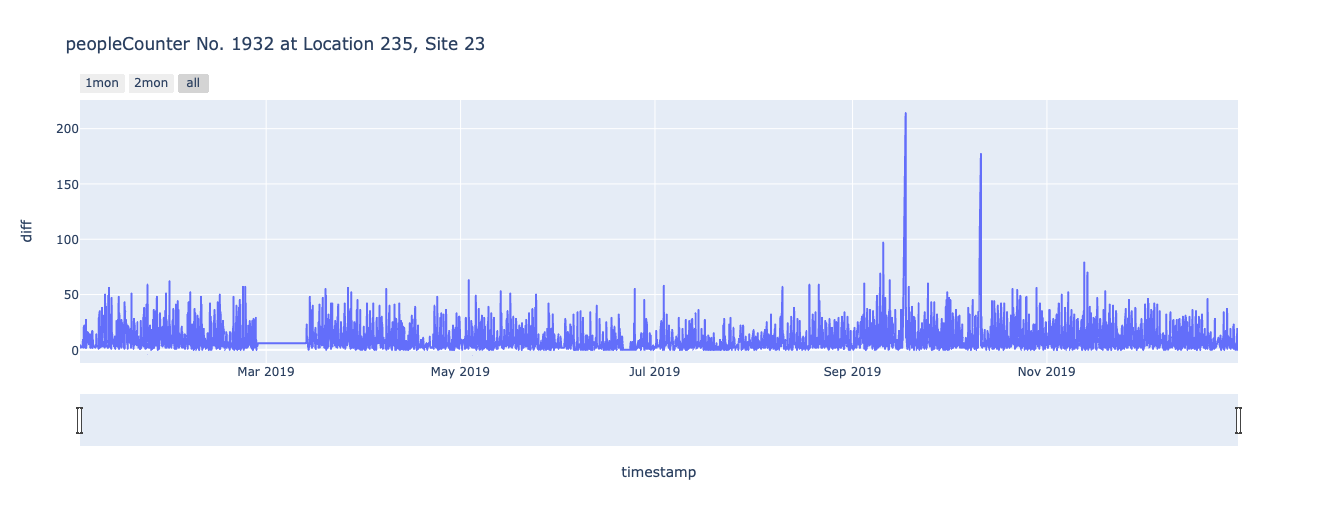 peopleCounter No. 1932 at Location 235, Site 23
1mon 2mon all
200
150
100
50
0
diff
Mar 2019 May 2019 Jul 2019 Sep 2019 Nov 2019
timestamp